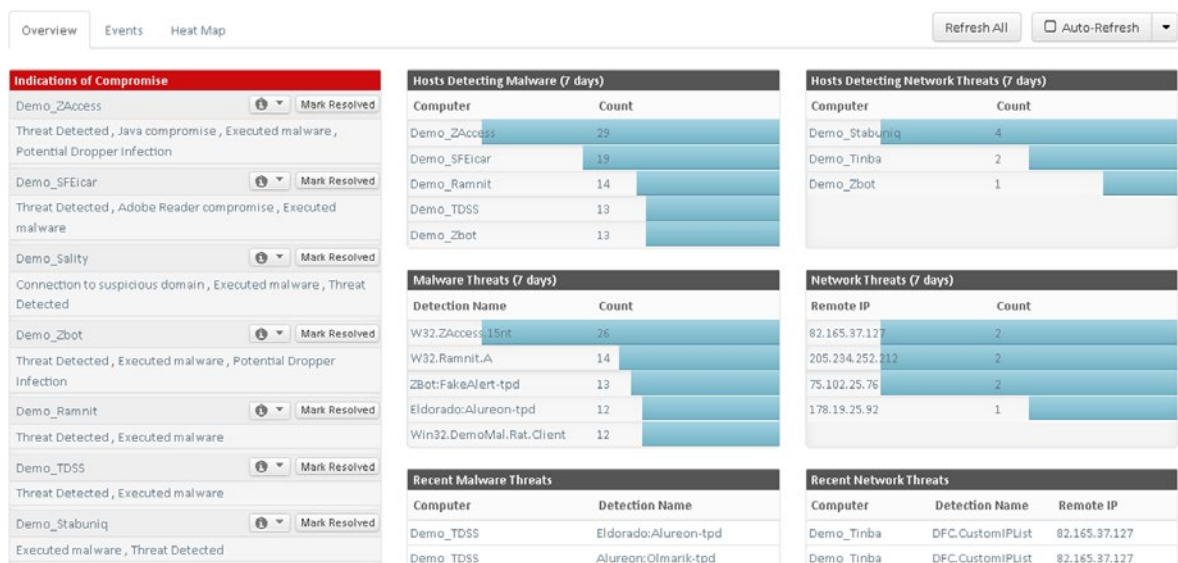 Overview Events Heat Map Refresh All Auto-Refresh
Indications of Compromise
Demo_ZAccess Mark Resolved
Threat Detected , Java compromise , Executed malware ,
Potential Dropper Infection
Demo_SFEicar Mark Resolved
Threat Detected , Adobe Reader compromise , Executed
malware
Demo_Sality Mark Resolved
Connection to suspicious domain , Executed malware , Threat
Detected
Demo_Zbot Mark Resolved
Threat Detected , Executed malware , Potential Dropper
Infection
Demo_Ramnit Mark Resolved
Threat Detected , Executed malware
Demo_TDSS Mark Resolved
Threat Detected , Executed malware
Demo_Stabuniq Mark Resolved
Executed malware , Threat Detected
Hosts Detecting Malware (7 days)
Computer Count
Demo_ZAccess 29
Demo_SFEicar 19
Demo_Ramnit 14
Demo_TDSS 13
Demo_Zbot 13
Malware Threats (7 days)
Detection Name Count
W32.ZAccess.15nt 26
W32.Ramnit.A 14
ZBot:FakeAlert-tpd 13
Eldorado:Alureon-tpd 12
Win32.DemoMal.Rat.Client 12
Recent Malware Threats
Computer Detection Name
Demo_TDSS Eldorado:Alureon-tpd
Demo_TDSS Alureon:Olmarik-tpd
Hosts Detecting Network Threats (7 days)
Computer Count
Demo_Stabuniq 4
Demo_Tinba 2
Demo_Zbot 1
Network Threats (7 days)
Remote IP Count
82.165.37.127 2
205.234.252.212 2
75.102.25.76 2
178.19.25.92 1
Recent Network Threats
Computer Detection Name Remote IP
Demo_Tinba DFC.CustomIPList 82.165.37.127
Demo_Tinba DFC.CustomIPList 82.165.37.127